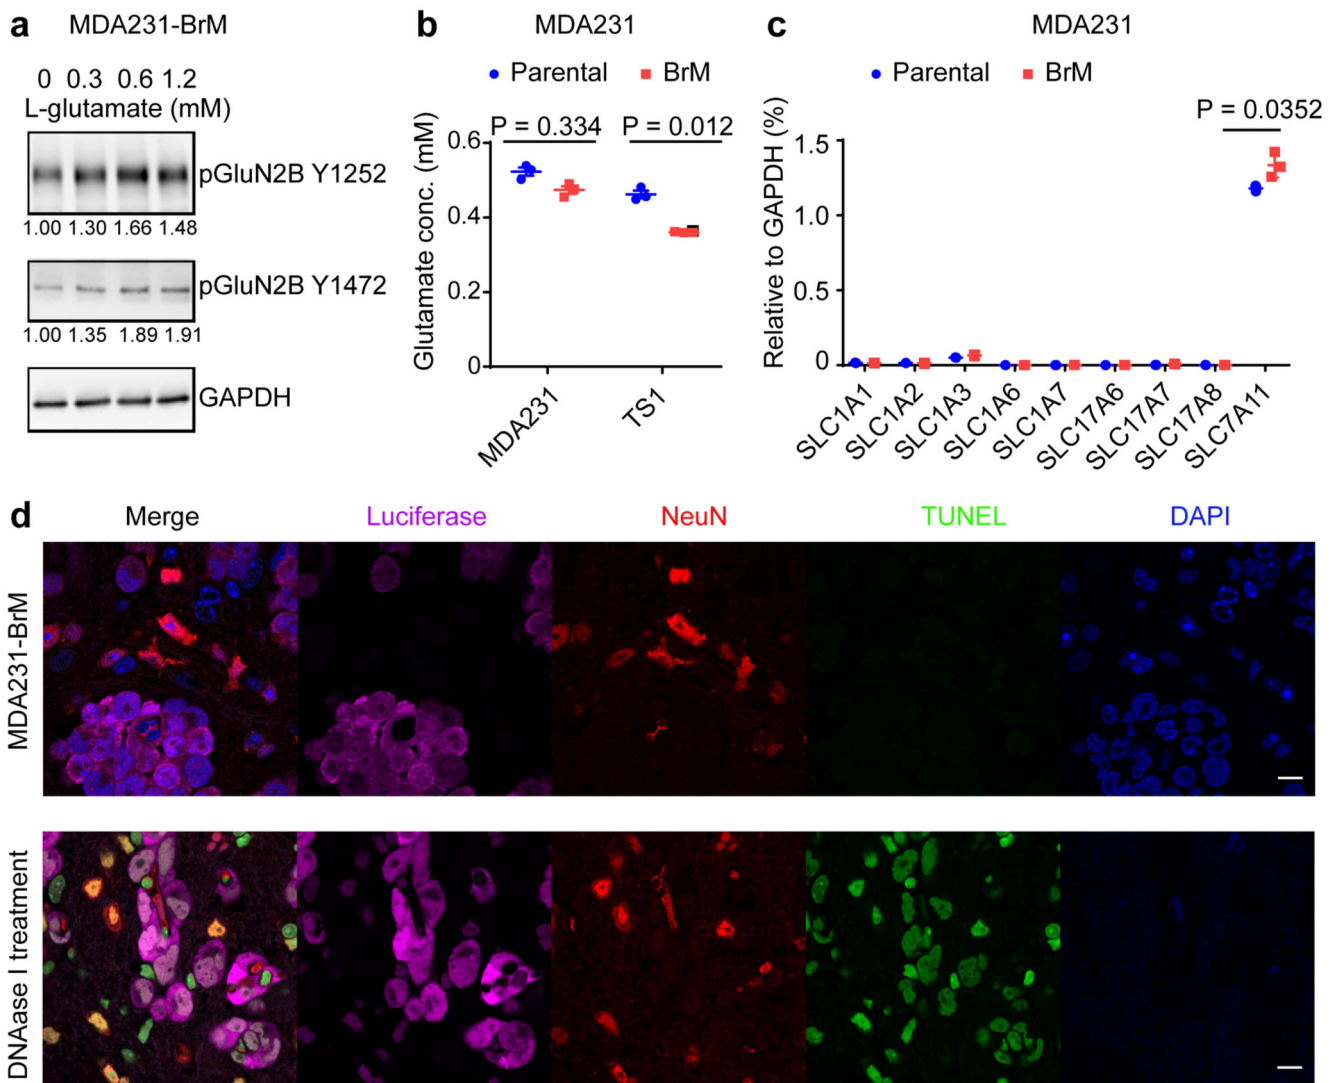 a
MDA231-BrM
0 0.3 0.6 1.2
L-glutamate (mM)
pGluN2B Y1252
1.00 1.30 1.66 1.48
pGluN2B Y1472
1.00 1.35 1.89 1.91
GAPDH
b
MDA231
Parental BrM
P = 0.334 P = 0.012
Glutamate conc. (mM)
0.6
0.4
0.2
0
MDA231
TS1
c
MDA231
Parental BrM
P = 0.0352
Relative to GAPDH (%)
1.5
1.0
0.5
0
SLC1A1
SLC1A2
SLC1A3
SLC1A6
SLC1A7
SLC17A6
SLC17A7
SLC17A8
SLC7A11
d
Merge Luciferase NeuN TUNEL DAPI
MDA231-BrM
DNAase I treatment